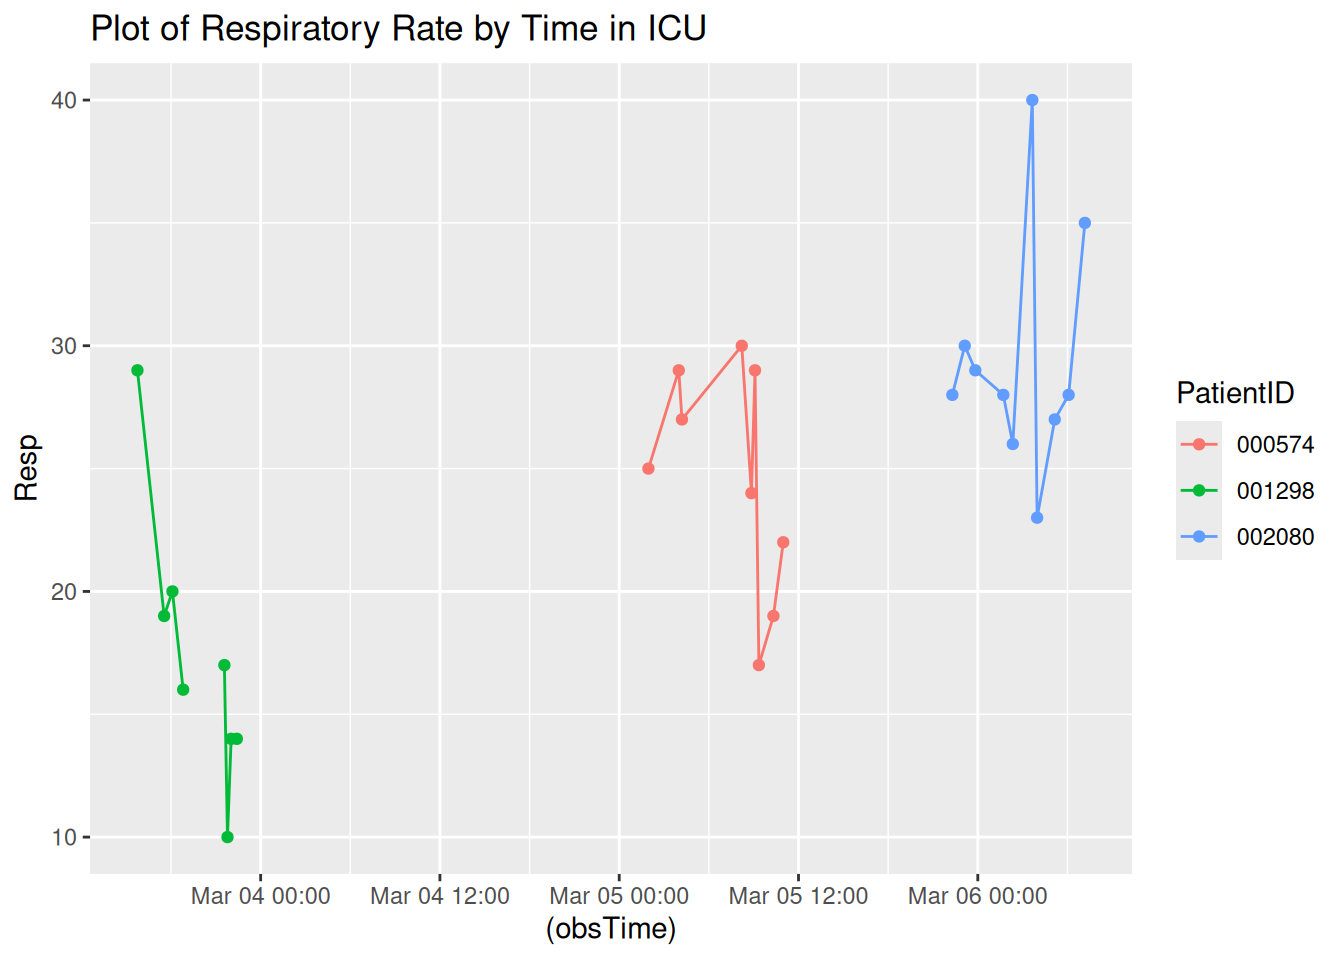 Plot of Respiratory Rate by Time in ICU
Resp
40
30
20
10
Mar 04 00:00
Mar 04 12:00
Mar 05 00:00
Mar 05 12:00
Mar 06 00:00
(obsTime)
PatientID
000574
001298
002080